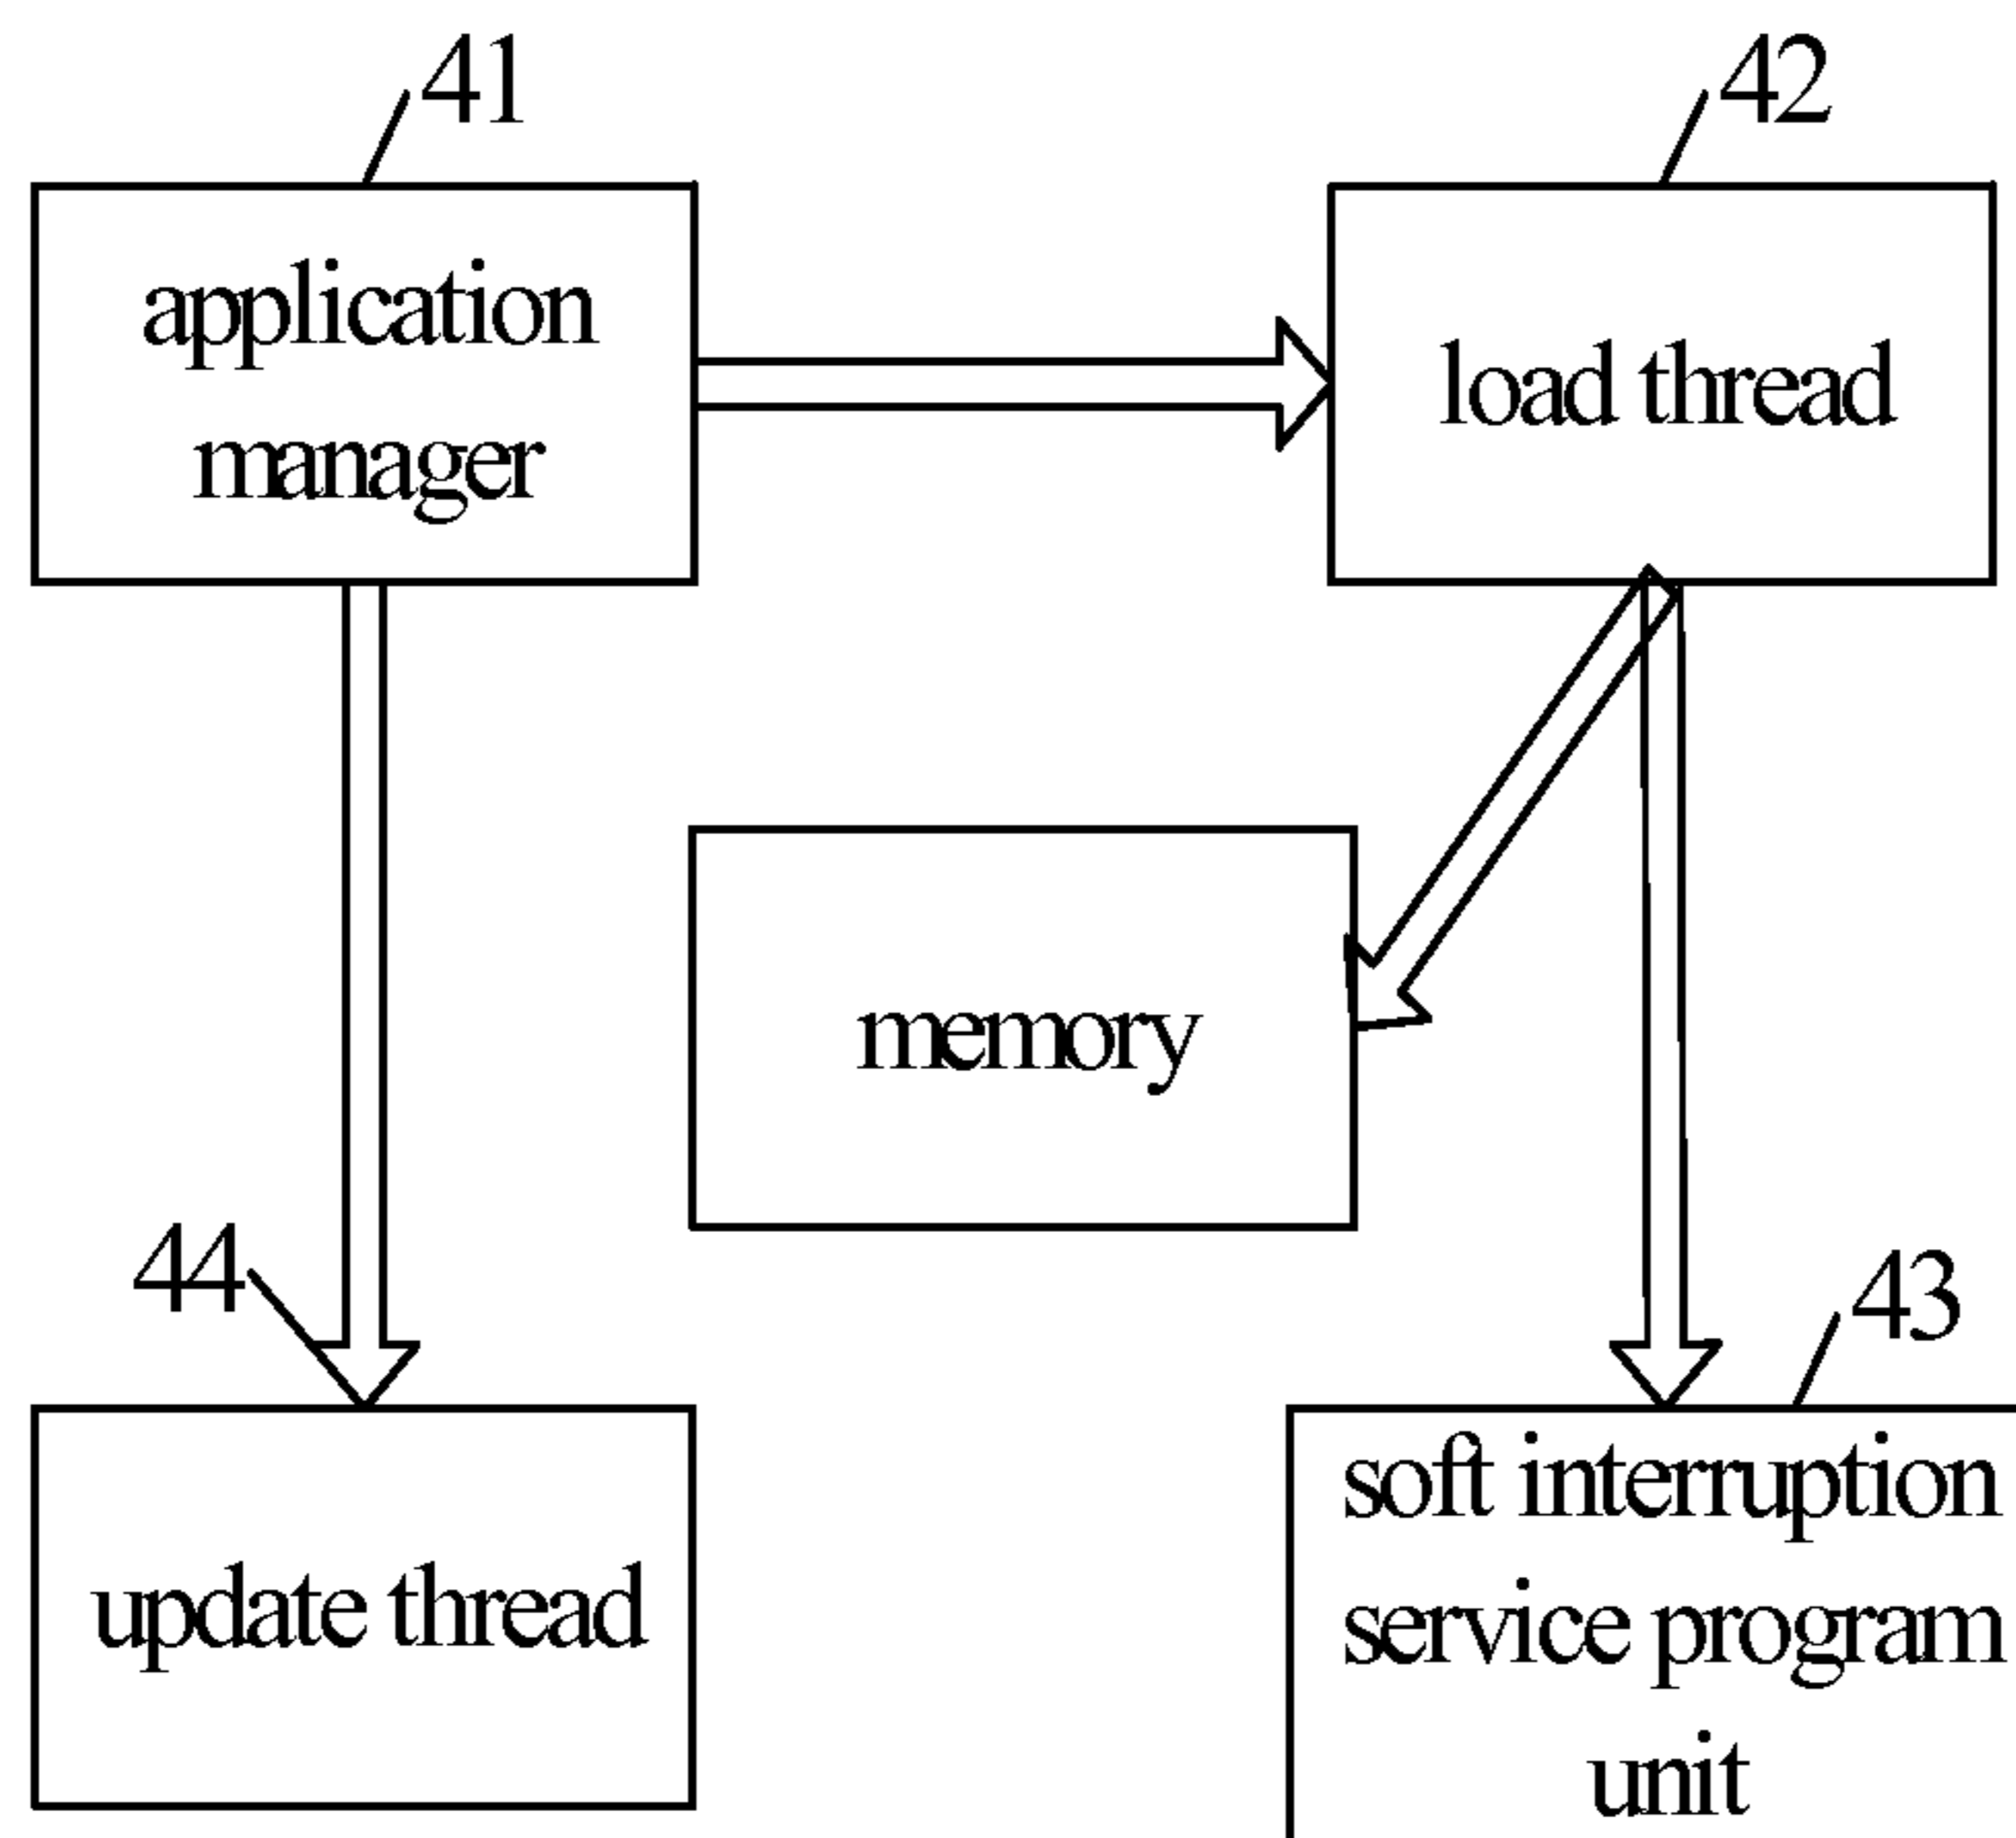 41
42
application
manager
load thread
memory
44
43
update thread
soft interruption
service program
unit